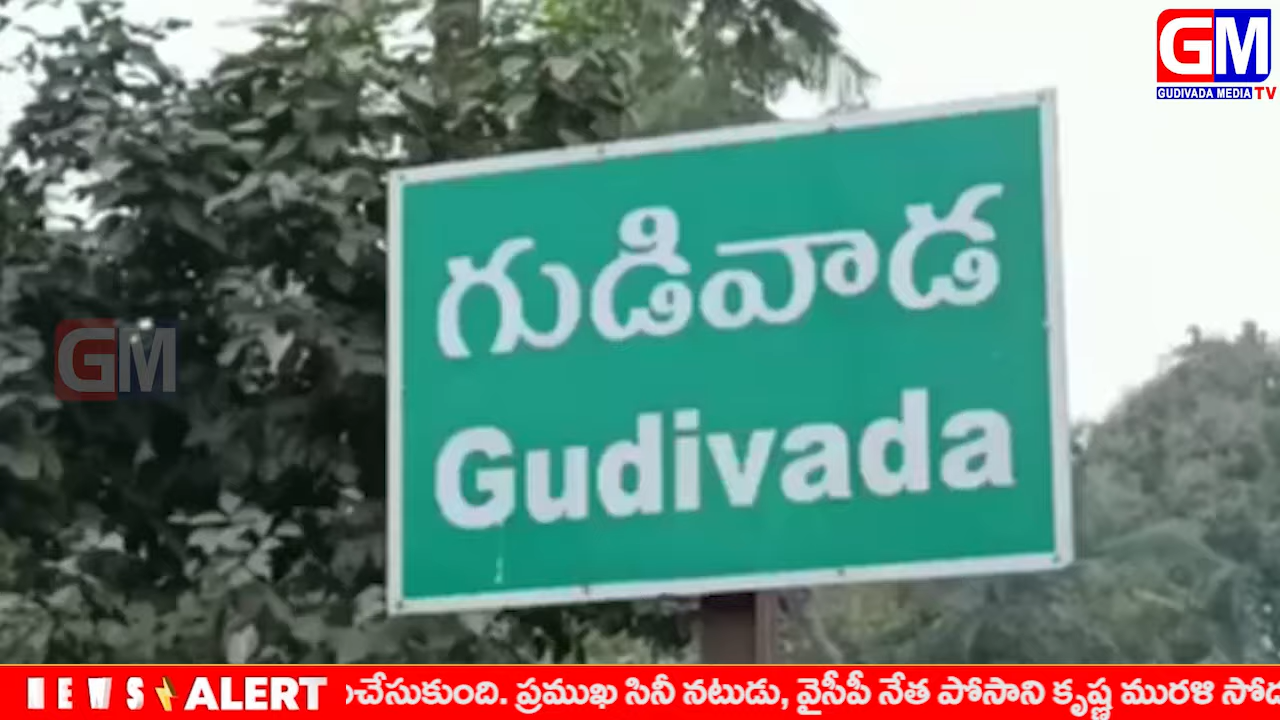 GM
GUDIVADA MEDIA TV
గుడివాడ
GM
Gudivada
NEWS ALERT
చేసుకుంది. ప్రముఖ సినీ నటుడు, వైసీపీ నేత పోసాని కృష్ణ మురళి